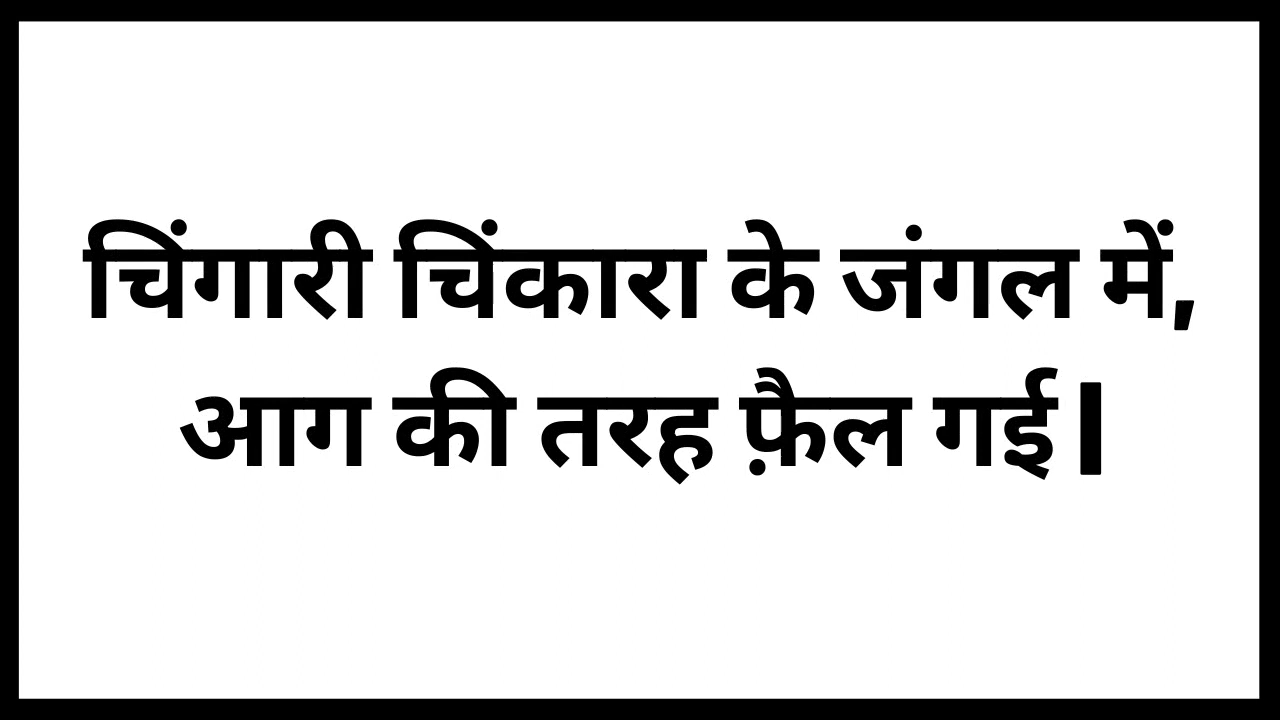 चिंगारी चिंकारा के जंगल में,
आग की तरह फ़ैल गई।